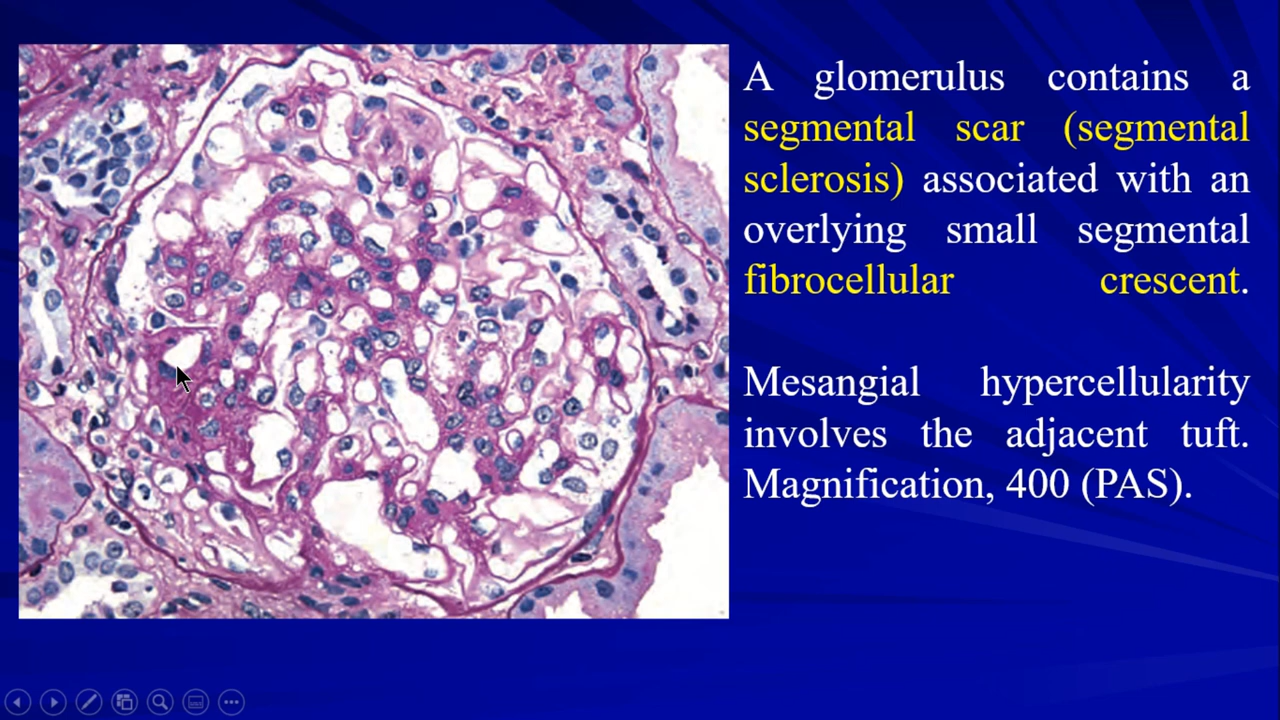 A glomerulus contains a
segmental scar (segmental
sclerosis) associated with an
overlying small segmental
fibrocellular crescent.
Mesangial hypercellularity
involves the adjacent tuft.
Magnification, 400 (PAS).